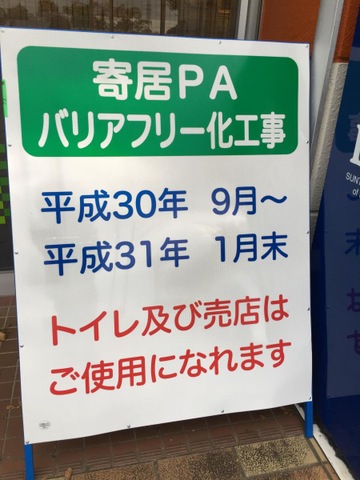 寄居PA
バリアフリー化工事
平成30年 9月～
平成31年 1月末
トイレ及び売店は
ご使用になれます
SUNT
of